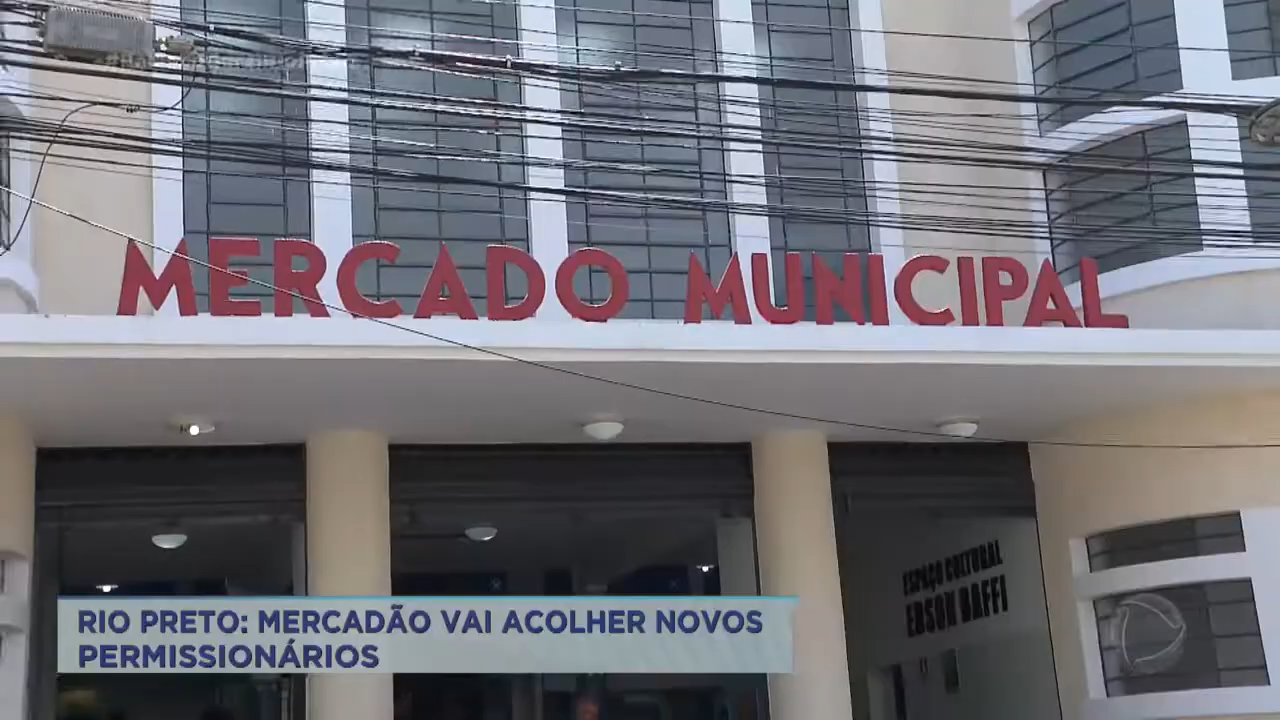 MERCADO MUNICIPAL
ESPAÇO CULTURAL
EDSON BAFFI
RIO PRETO: MERCADÃO VAI ACOLHER NOVOS
PERMISSIONÁRIOS